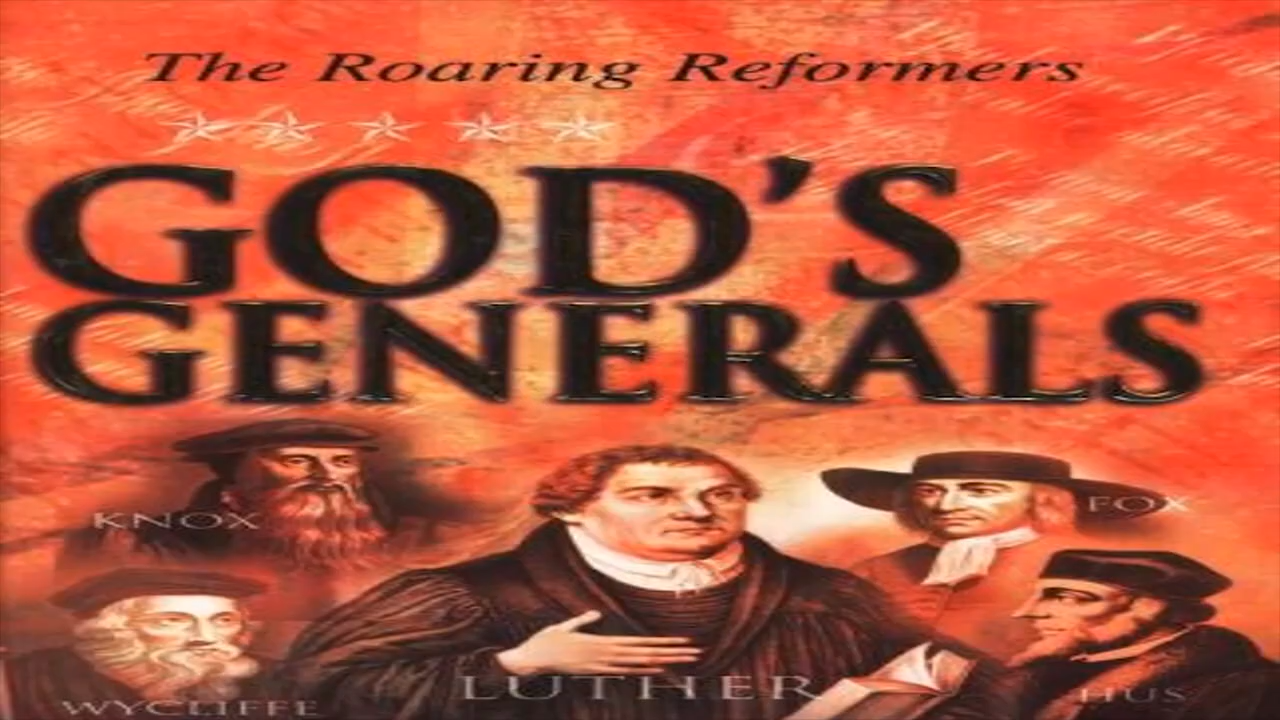 The Roaring Reformers
GOD'S
GENERALS
KNOX
FOX
WYCLIFFE
LUTHER
HUS